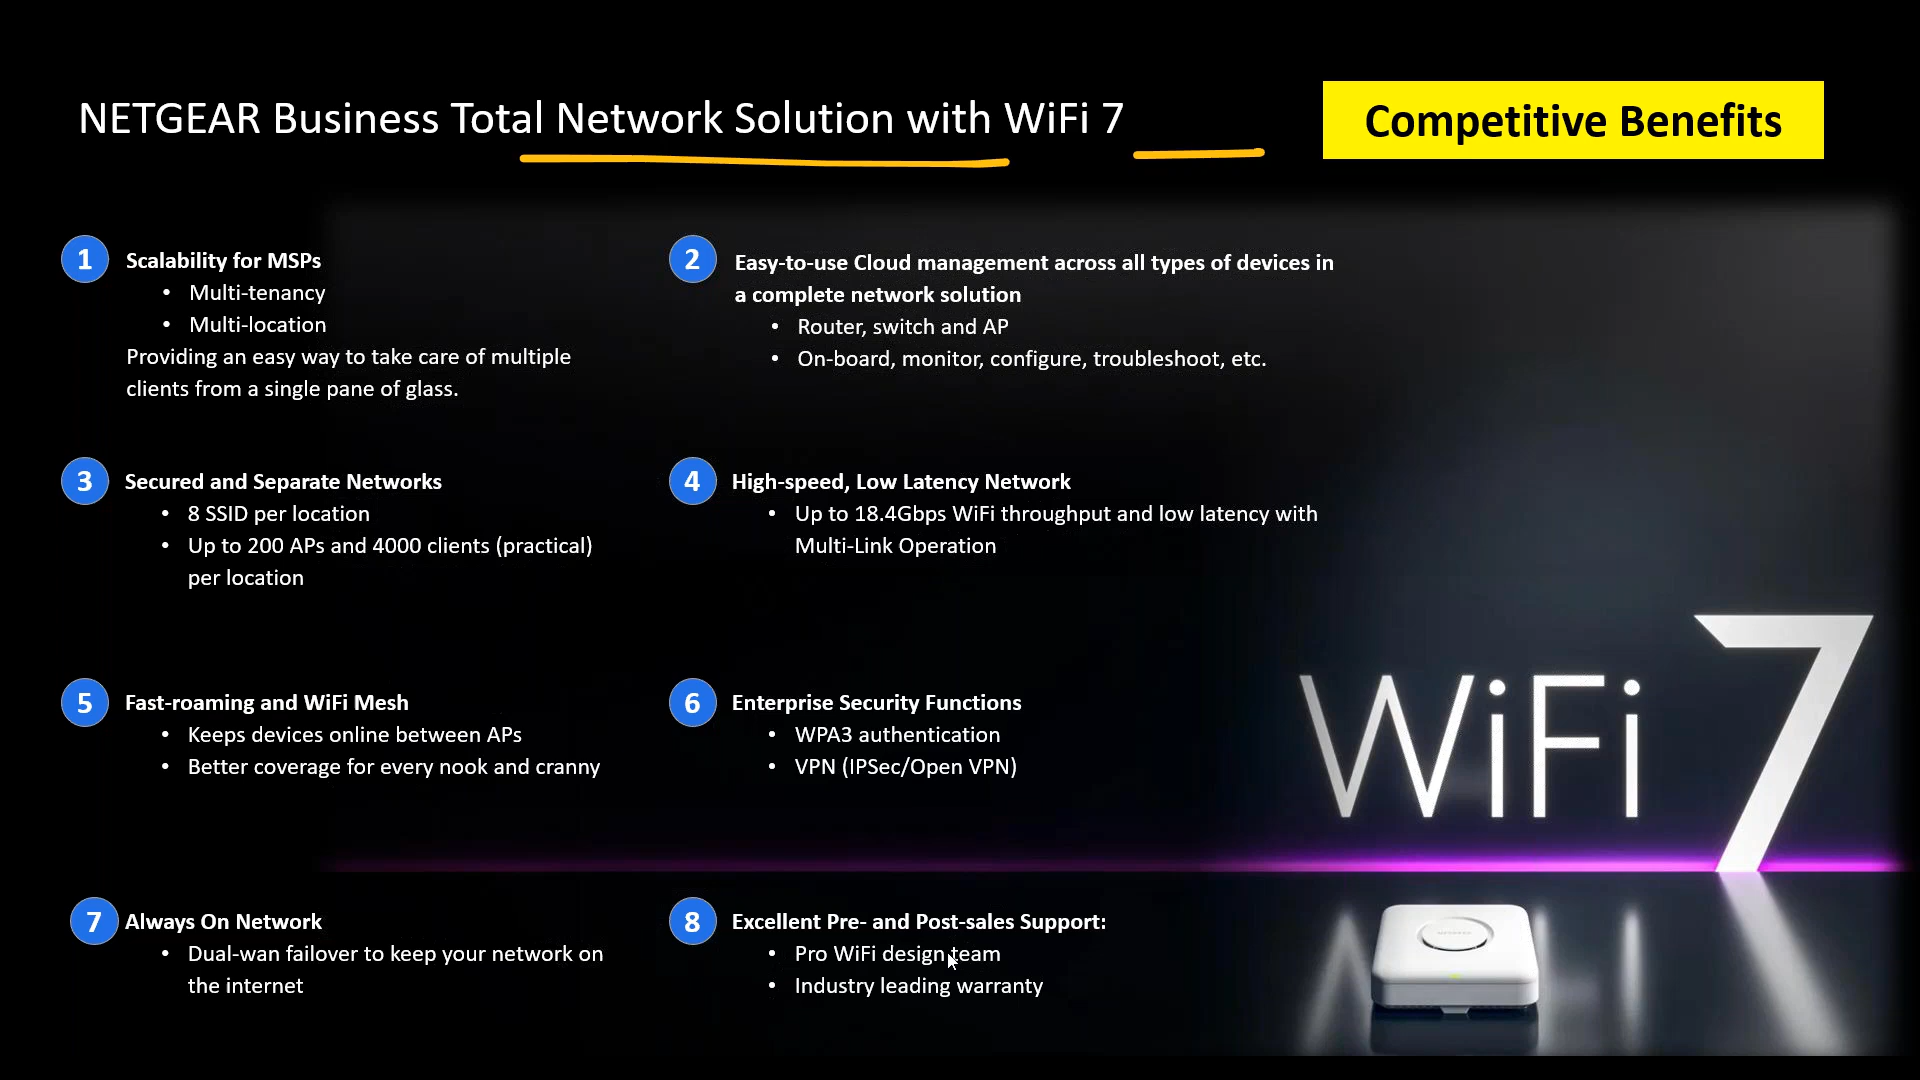 NETGEAR Business Total Network Solution with WiFi 7
Competitive Benefits
1
Scalability for MSPs
• Multi-tenancy
• Multi-location
Providing an easy way to take care of multiple
clients from a single pane of glass.
2
Easy-to-use Cloud management across all types of devices in
a complete network solution
• Router, switch and AP
• On-board, monitor, configure, troubleshoot, etc.
3
Secured and Separate Networks
• 8 SSID per location
• Up to 200 APs and 4000 clients (practical)
per location
4
High-speed, Low Latency Network
• Up to 18.4Gbps WiFi throughput and low latency with
Multi-Link Operation
5
Fast-roaming and WiFi Mesh
• Keeps devices online between APs
• Better coverage for every nook and cranny
6
Enterprise Security Functions
• WPA3 authentication
• VPN (IPSec/Open VPN)
WiFi 7
7
Always On Network
• Dual-wan failover to keep your network on
the internet
8
Excellent Pre- and Post-sales Support:
• Pro WiFi design team
• Industry leading warranty